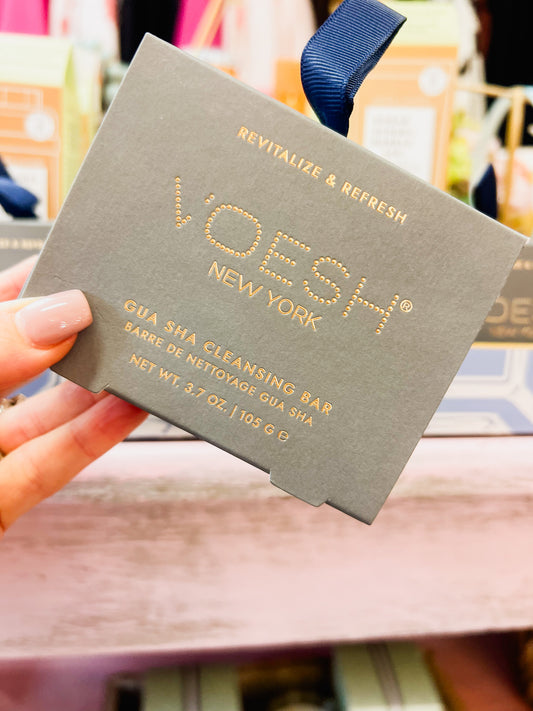 REVITALIZE & REFRESH
V'OESH®
NEW YORK
GUA SHA CLEANSING BAR
BARRE DE NETTOYAGE GUA SHA
NET WT. 3.7 OZ. | 105 G ℮